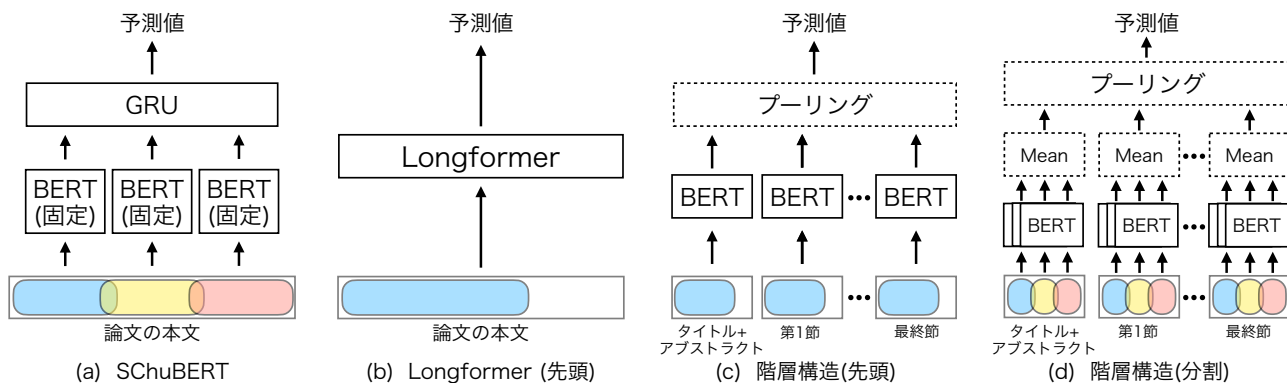 予測値
GRU
BERT
(固定)
BERT
(固定)
BERT
(固定)
論文の本文
(a) SChuBERT
予測値
Longformer
論文の本文
(b) Longformer (先頭)
予測値
プーリング
BERT
BERT
•••
BERT
タイトル+
アブストラクト
第1節
•••
最終節
(c) 階層構造(先頭)
予測値
プーリング
Mean
Mean
•••
Mean
BERT
BERT
•••
BERT
タイトル+
アブストラクト
第1節
•••
最終節
(d) 階層構造(分割)